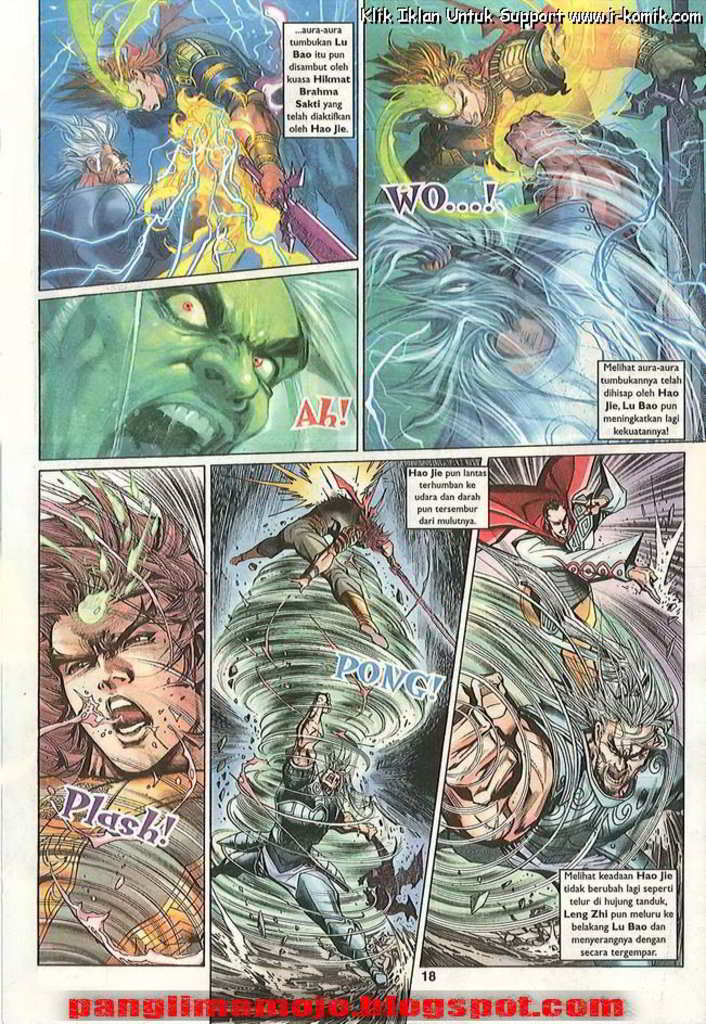 Klik Iklan Untuk Support www.ir-komik.com
...aura-aura
tumbukan Lu
Bao itu pun
disambut oleh
kuasa Hikmat
Brahma
Sakti yang
telah diaktifkan
oleh Hao Jie.
WO...!
Melihat aura-aura
tumbukannya telah
dihisap oleh Hao
Jie, Lu Bao pun
meningkatkan lagi
kekuatannya!
Ah!
Hao Jie pun lantas
terhumban ke
udara dan darah
pun tersembur
dari mulutnya.
PONG!
Plash!
Melihat keadaan Hao Jie
tidak berubah lagi seperti
telur di hujung tanduk,
Leng Zhi pun meluru ke
belakang Lu Bao dan
menyerangnya dengan
secara tergempar.
18
panglimamojo.blogspot.com